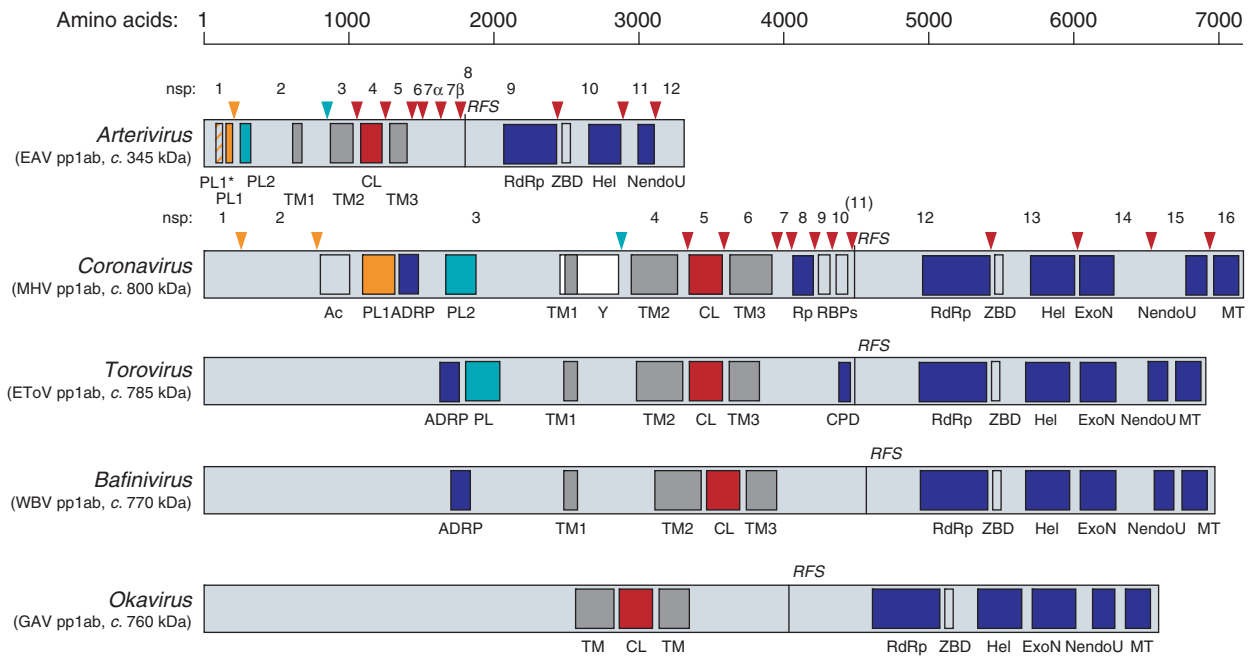 Amino acids: 1 1000 2000 3000 4000 5000 6000 7000
nsp: 1 2 3 4 5 6 7α 7β 8 9 10 11 12
RFS
Arterivirus
(EAV pp1ab, c. 345 kDa)
PL1* PL1 PL2 TM1 TM2 CL TM3 RdRp ZBD Hel NendoU
nsp: 1 2 3 4 5 6 7 8 9 10 (11) 12 13 14 15 16
RFS
Coronavirus
(MHV pp1ab, c. 800 kDa)
Ac PL1 ADRP PL2 TM1 Y TM2 CL TM3 Rp RBPs RdRp ZBD Hel ExoN NendoU MT
RFS
Torovirus
(EToV pp1ab, c. 785 kDa)
ADRP PL TM1 TM2 CL TM3 CPD RdRp ZBD Hel ExoN NendoU MT
RFS
Bafinivirus
(WBV pp1ab, c. 770 kDa)
ADRP TM1 TM2 CL TM3 RdRp ZBD Hel ExoN NendoU MT
RFS
Okavirus
(GAV pp1ab, c. 760 kDa)
TM CL TM RdRp ZBD Hel ExoN NendoU MT